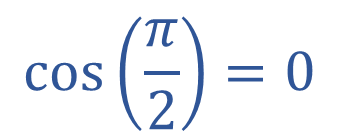 cos(π/2) = 0